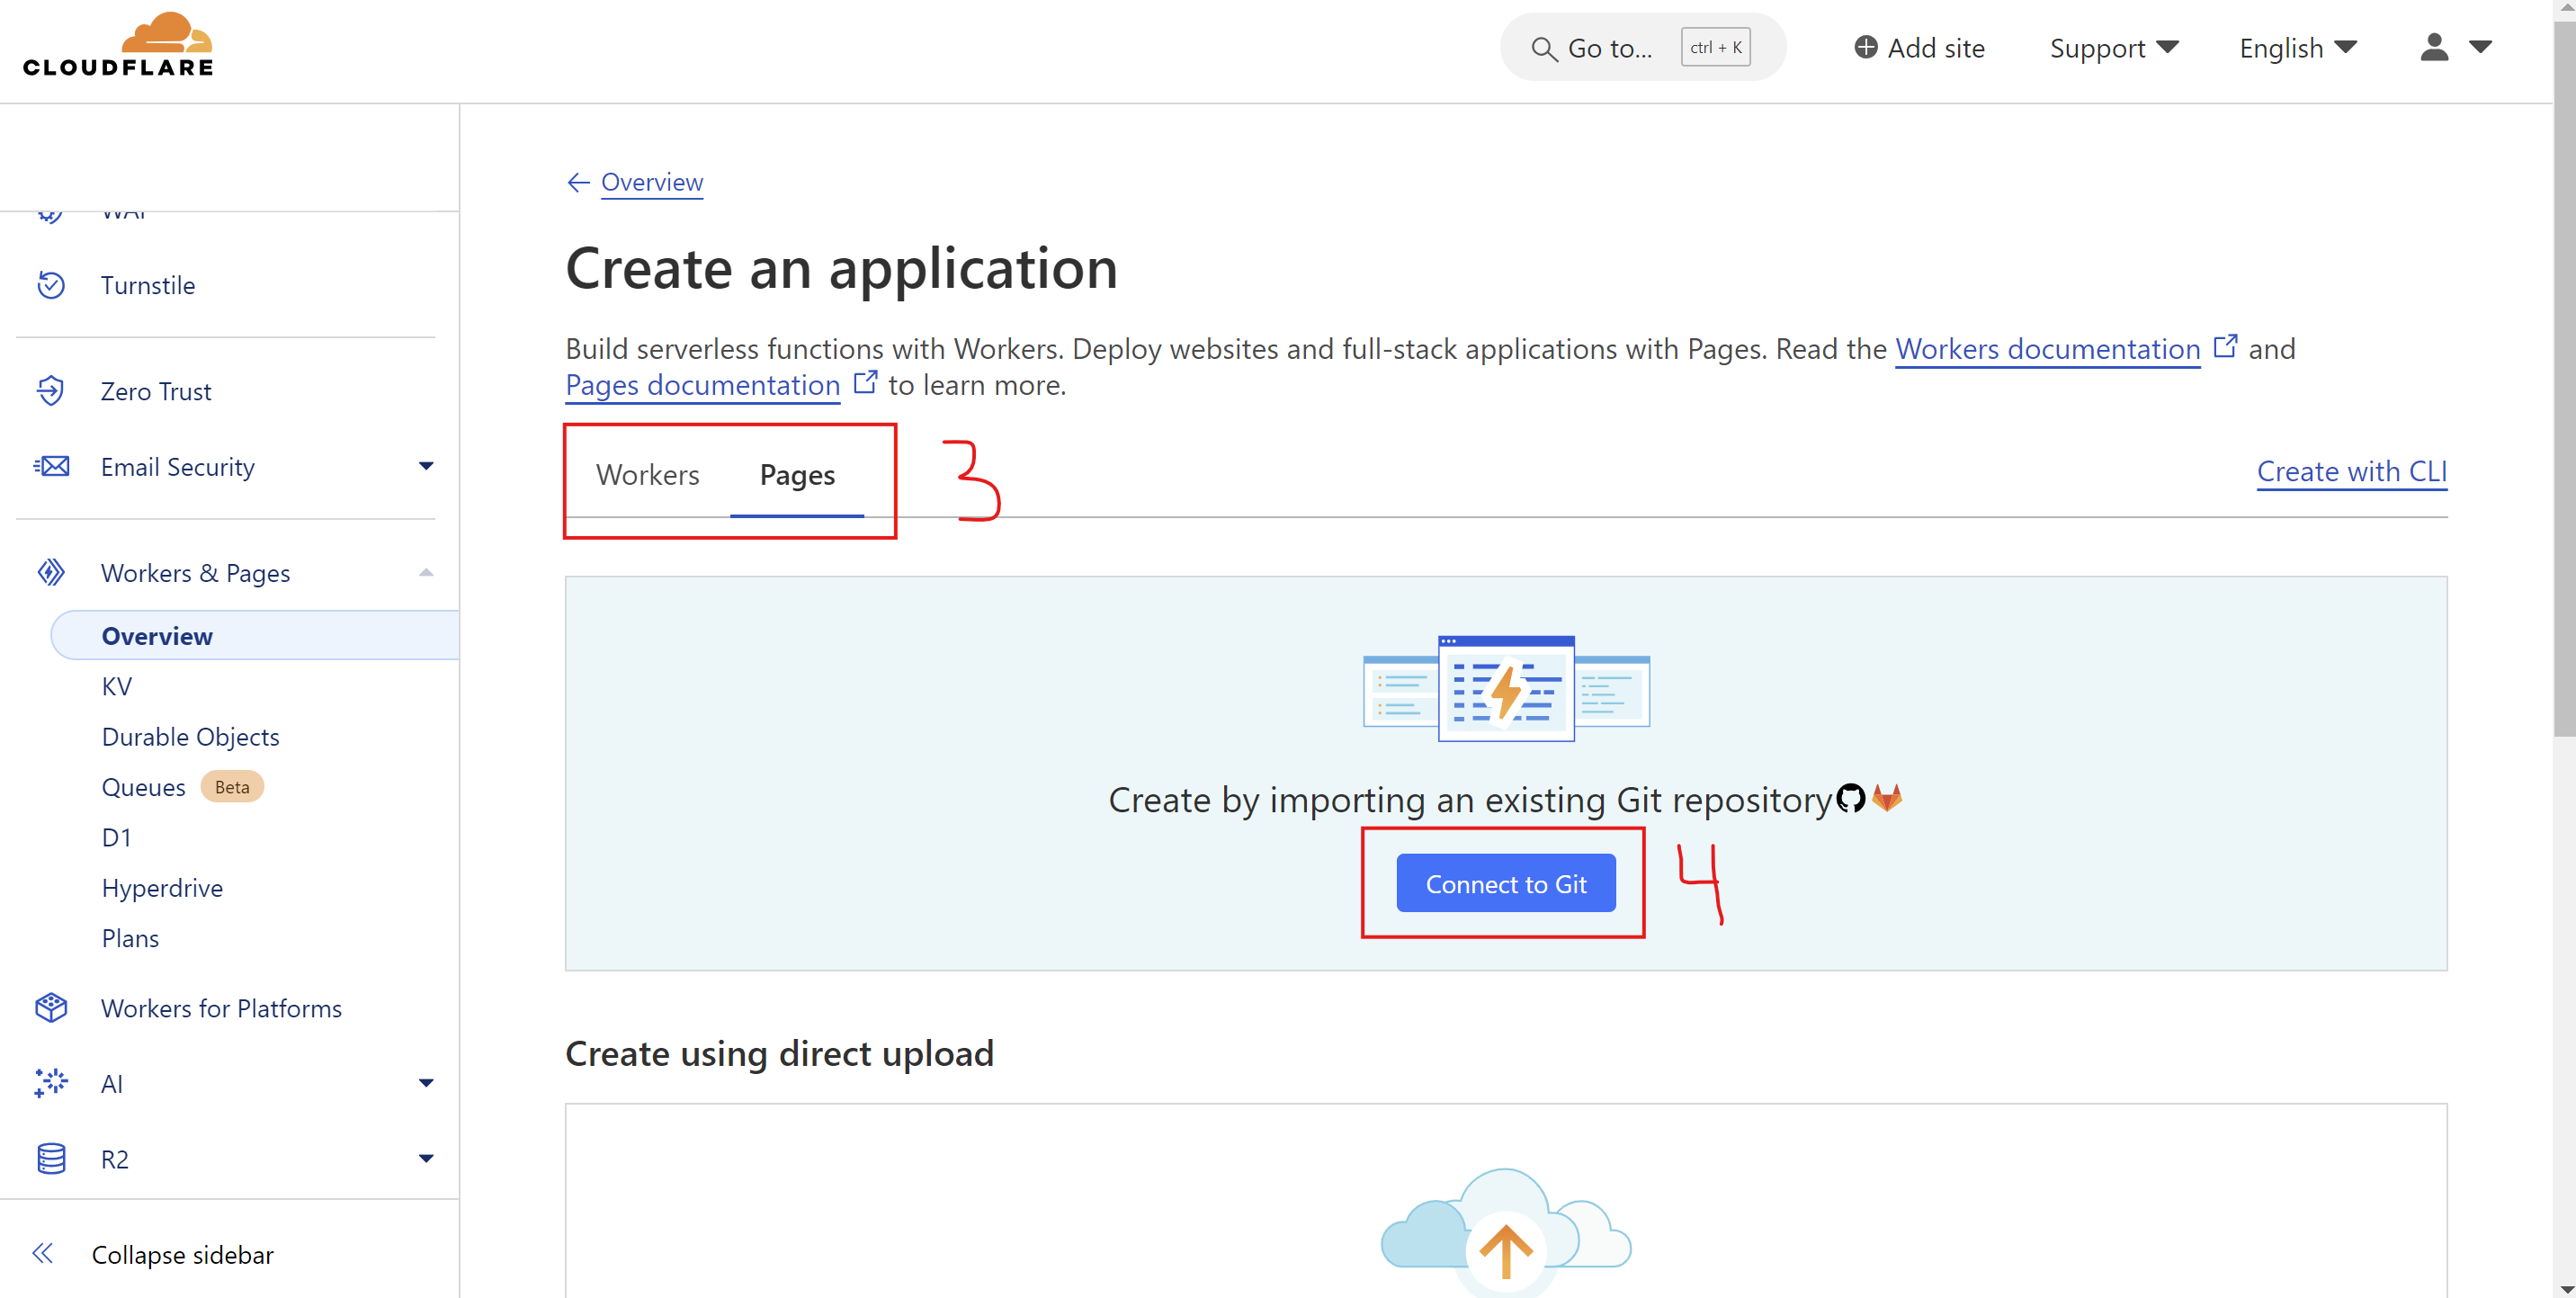 CLOUDFLARE
Go to...
ctrl + K
Add site
Support
English
Turnstile
Zero Trust
Email Security
Workers & Pages
Overview
KV
Durable Objects
Queues Beta
D1
Hyperdrive
Plans
Workers for Platforms
AI
R2
Collapse sidebar
Overview
Create an application
Build serverless functions with Workers. Deploy websites and full-stack applications with Pages. Read the Workers documentation and
Pages documentation to learn more.
Workers Pages
3
Create with CLI
Create by importing an existing Git repository
Connect to Git
4
Create using direct upload